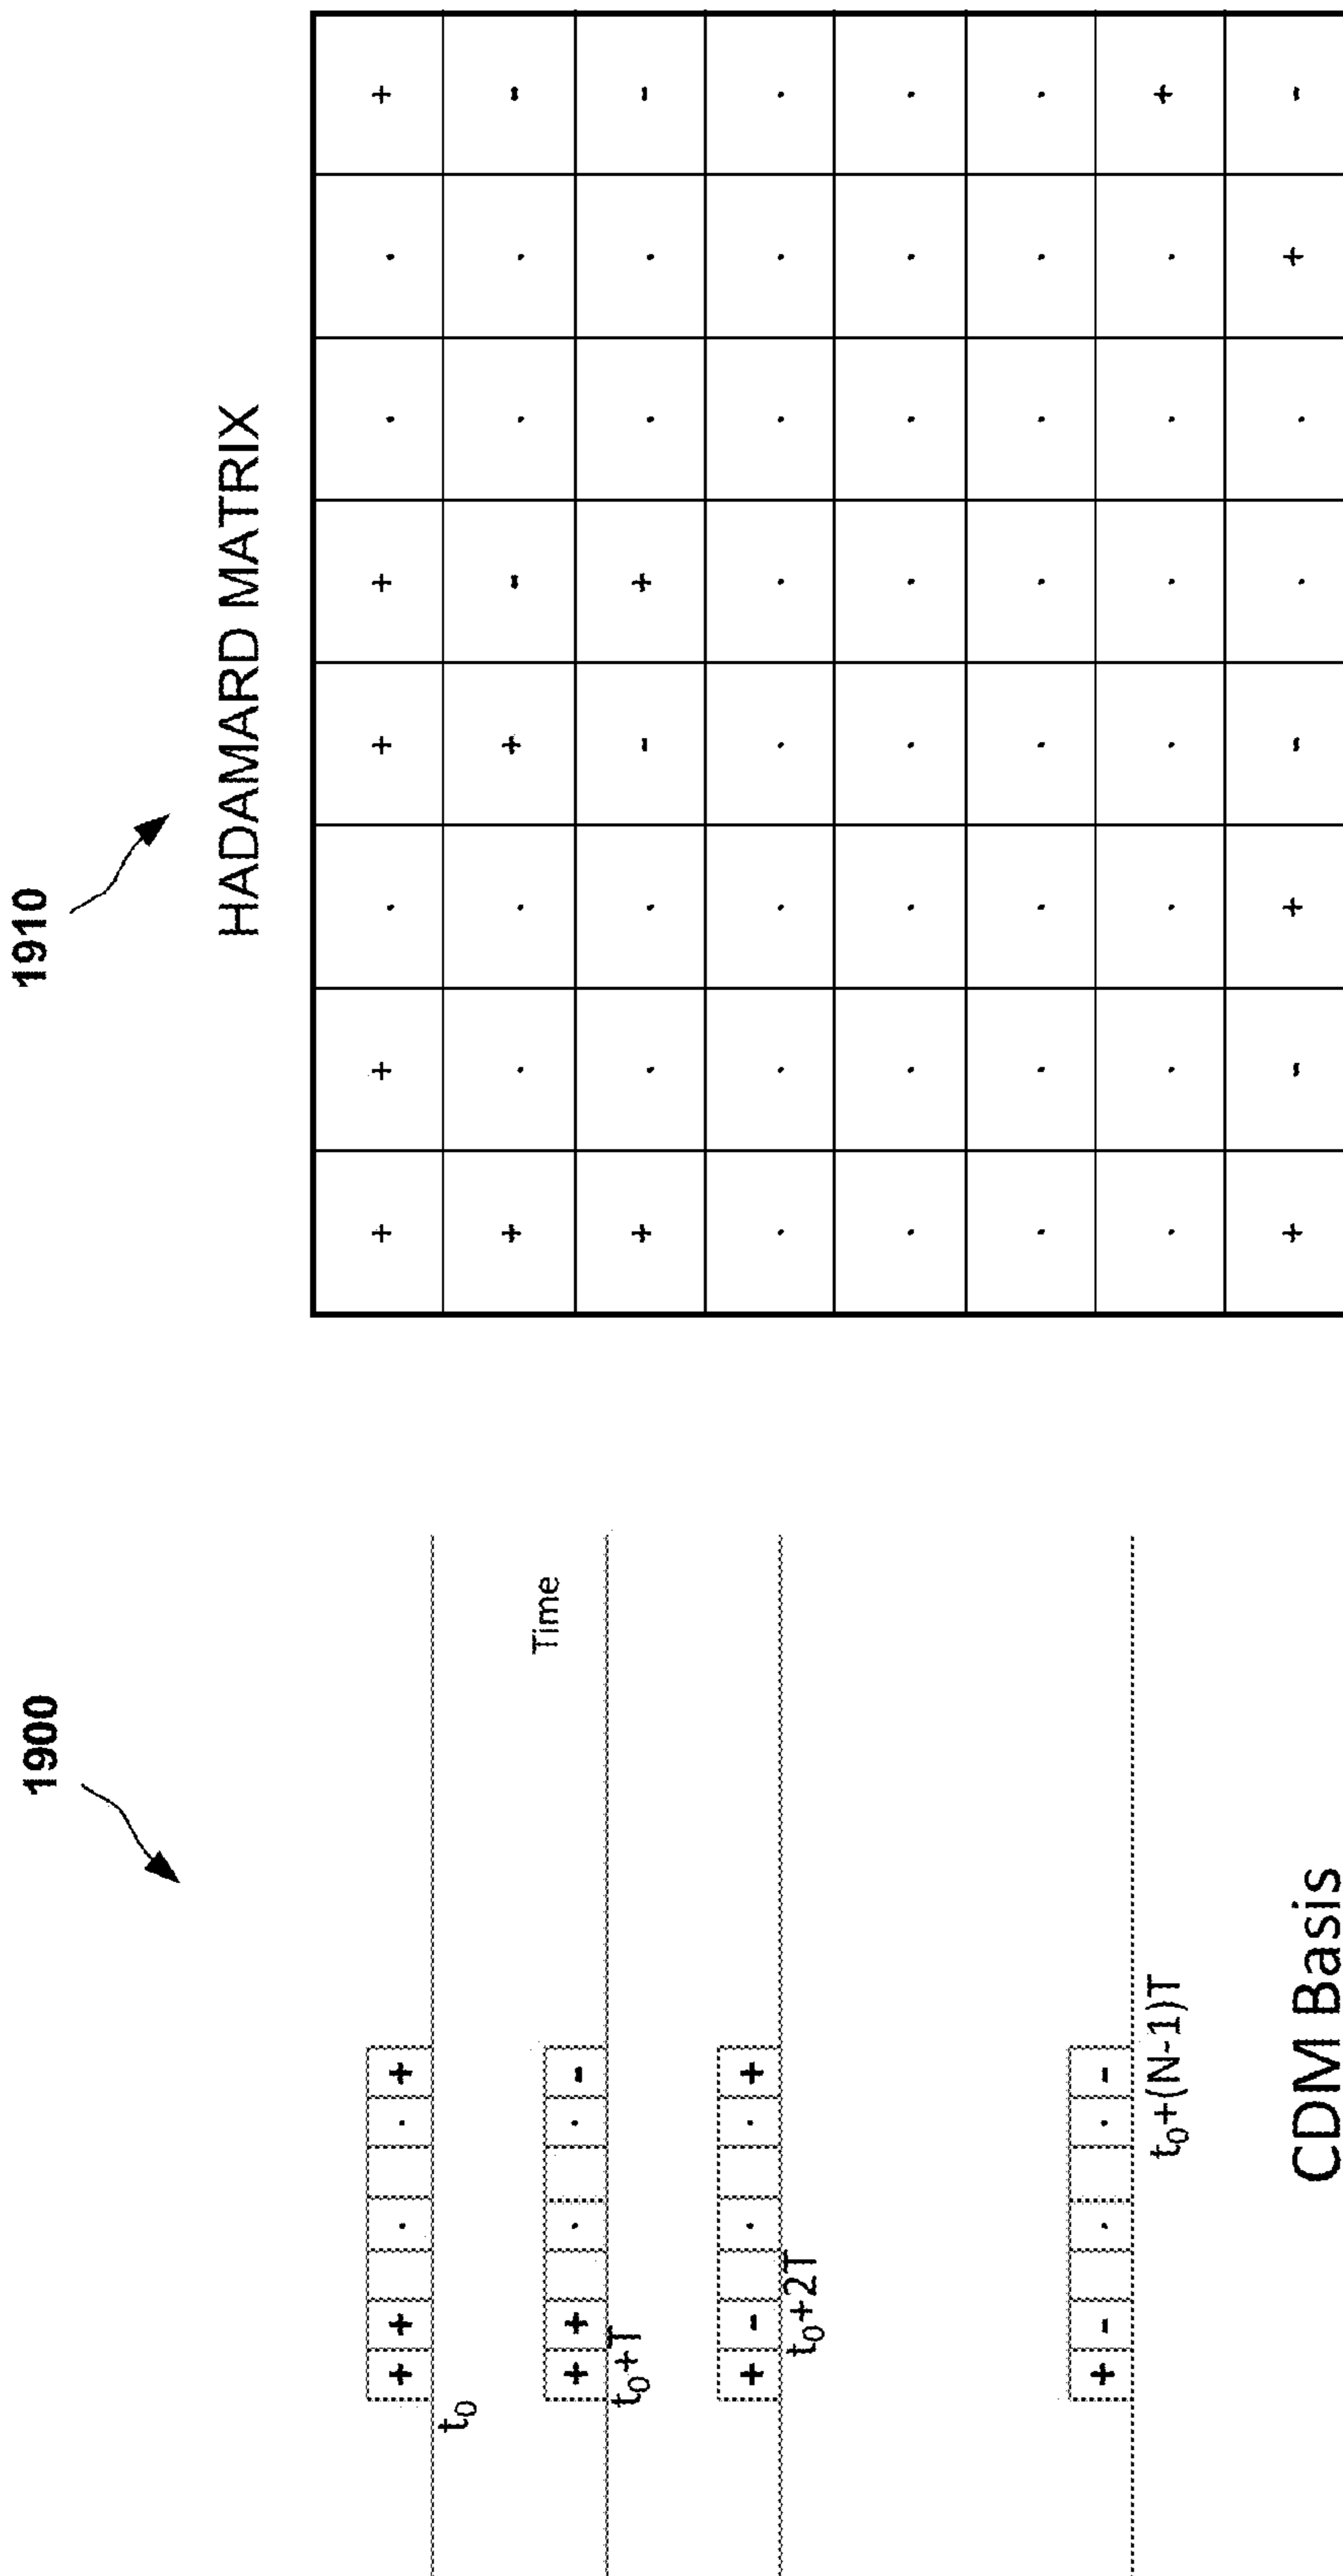 1900
+ + . . +
t₀
+ + . . -
t₀+T
Time
+ - . . +
t₀+2T
+ - . . -
t₀+(N-1)T
CDM Basis
1910
HADAMARD MATRIX
+ + . + + . . +
+ . . + - . . -
+ . . - + . . -
. . . . . . . .
. . . . . . . .
. . . . . . . .
. . . . . . . +
+ - + - . . + -